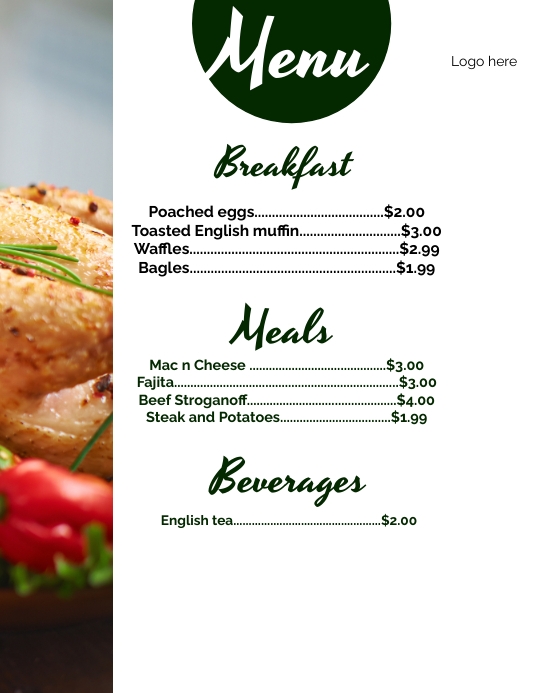 Menu
Logo here
Breakfast
Poached eggs.....................................$2.00
Toasted English muffin.............................$3.00
Waffles............................................................$2.99
Bagles...........................................................$1.99
Meals
Mac n Cheese .......................................$3.00
Fajita................................................................$3.00
Beef Stroganoff...........................................$4.00
Steak and Potatoes................................$1.99
Beverages
English tea................................................$2.00